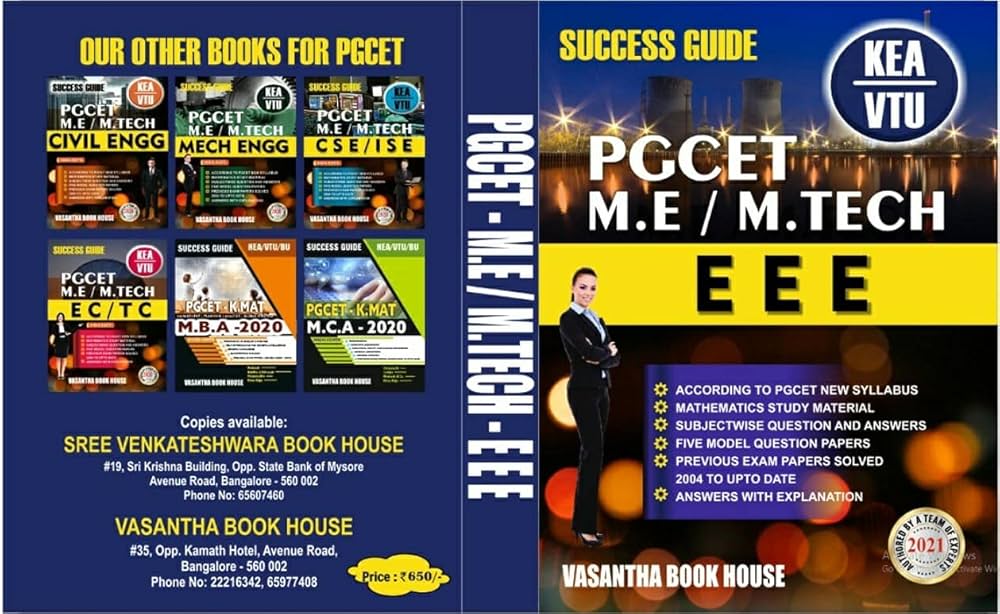 OUR OTHER BOOKS FOR PGCET
SUCCESS GUIDE
KEA
VTU
PGCET
M.E / M.TECH
CIVIL ENGG
VASANTHA BOOK HOUSE
SUCCESS GUIDE
KEA
VTU
PGCET
M.E / M.TECH
MECH ENGG
VASANTHA BOOK HOUSE
SUCCESS GUIDE
KEA
VTU
PGCET
M.E / M.TECH
CSE/ISE
VASANTHA BOOK HOUSE
SUCCESS GUIDE
KEA
VTU
PGCET
M.E / M.TECH
EC/TC
VASANTHA BOOK HOUSE
SUCCESS GUIDE
KEA/VTU/BU
PGCET - K.MAT
M.B.A -2020
VASANTHA BOOK HOUSE
SUCCESS GUIDE
KEA/VTU/BU
PGCET - K.MAT
M.C.A - 2020
VASANTHA BOOK HOUSE
Copies available:
SREE VENKATESHWARA BOOK HOUSE
#19, Sri Krishna Building, Opp. State Bank of Mysore
Avenue Road, Bangalore - 560 002
Phone No: 65607460
VASANTHA BOOK HOUSE
#35, Opp. Kamath Hotel, Avenue Road,
Bangalore - 560 002
Phone No: 22216342, 65977408
Price : ₹650/-
PGCET - M.E / M.TECH - EEE
SUCCESS GUIDE
KEA
VTU
PGCET
M.E / M.TECH
EEE
ACCORDING TO PGCET NEW SYLLABUS
MATHEMATICS STUDY MATERIAL
SUBJECTWISE QUESTION AND ANSWERS
FIVE MODEL QUESTION PAPERS
PREVIOUS EXAM PAPERS SOLVED
2004 TO UPTO DATE
ANSWERS WITH EXPLANATION
AUTHORED BY A TEAM OF EXPERTS
2021
VASANTHA BOOK HOUSE